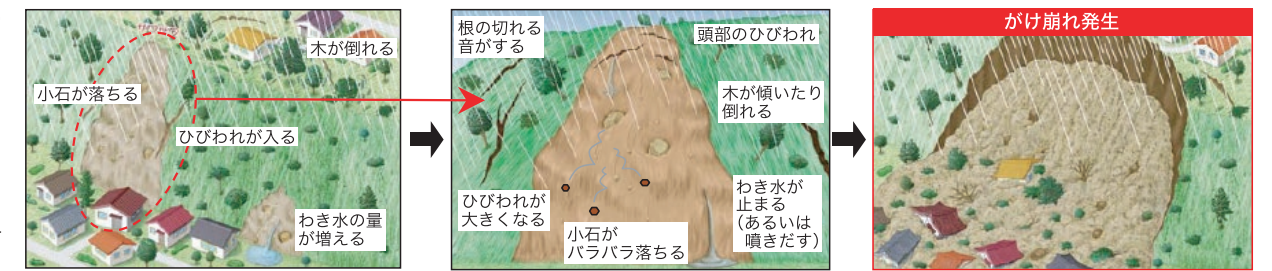 木が倒れる
小石が落ちる
ひびわれが入る
わき水の量
が増える
根の切れる
音がする
頭部のひびわれ
木が傾いたり
倒れる
ひびわれが
大きくなる
小石が
バラバラ落ちる
わき水が
止まる
(あるいは
噴きだす)
がけ崩れ発生